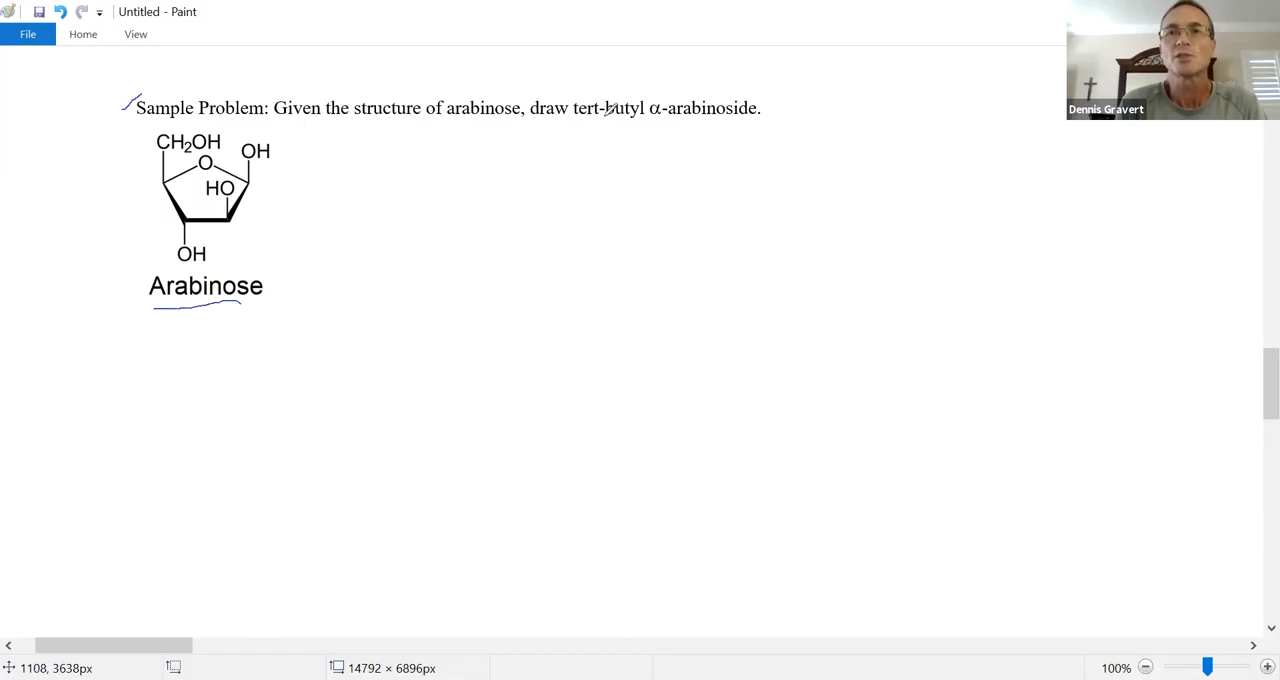 Untitled - Paint
File Home View
Dennis Gravert
Sample Problem: Given the structure of arabinose, draw tert-butyl α-arabinoside.
CH2OH
OH
O
HO
OH
Arabinose
1108, 3638px
14792 × 6896px
100%